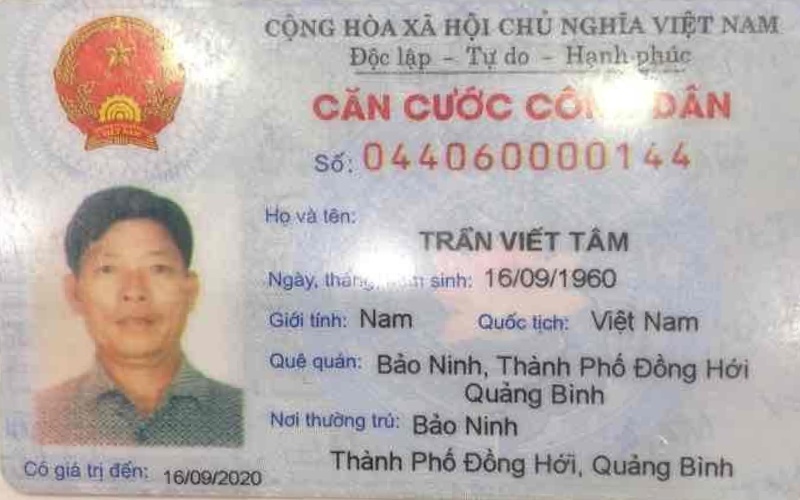 CỘNG HÒA XÃ HỘI CHỦ NGHĨA VIỆT NAM
Độc lập - Tự do - Hạnh phúc
CĂN CƯỚC CÔNG DÂN
Số: 044060000144
Họ và tên:
TRẦN VIẾT TÂM
Ngày, tháng, năm sinh: 16/09/1960
Giới tính: Nam Quốc tịch: Việt Nam
Quê quán: Bảo Ninh, Thành Phố Đồng Hới
Quảng Bình
Nơi thường trú: Bảo Ninh
Thành Phố Đồng Hới, Quảng Bình
Có giá trị đến: 16/09/2020